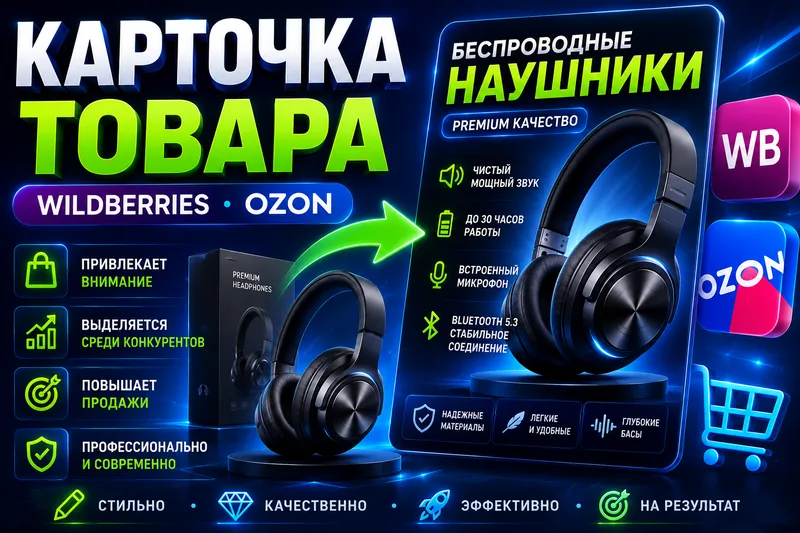 КАРТОЧКА
ТОВАРА
WILDBERRIES • OZON
ПРИВЛЕКАЕТ
ВНИМАНИЕ
ВЫДЕЛЯЕТСЯ
СРЕДИ КОНКУРЕНТОВ
ПОВЫШАЕТ
ПРОДАЖИ
ПРОФЕССИОНАЛЬНО
И СОВРЕМЕННО
PREMIUM
HEADPHONES
БЕСПРОВОДНЫЕ
НАУШНИКИ
PREMIUM КАЧЕСТВО
ЧИСТЫЙ
МОЩНЫЙ ЗВУК
ДО 30 ЧАСОВ
РАБОТЫ
ВСТРОЕННЫЙ
МИКРОФОН
BLUETOOTH 5.3
СТАБИЛЬНОЕ
СОЕДИНЕНИЕ
НАДЕЖНЫЕ
МАТЕРИАЛЫ
ЛЕГКИЕ
И УДОБНЫЕ
ГЛУБОКИЕ
БАСЫ
WB
OZON
СТИЛЬНО • КАЧЕСТВЕННО • ЭФФЕКТИВНО • НА РЕЗУЛЬТАТ